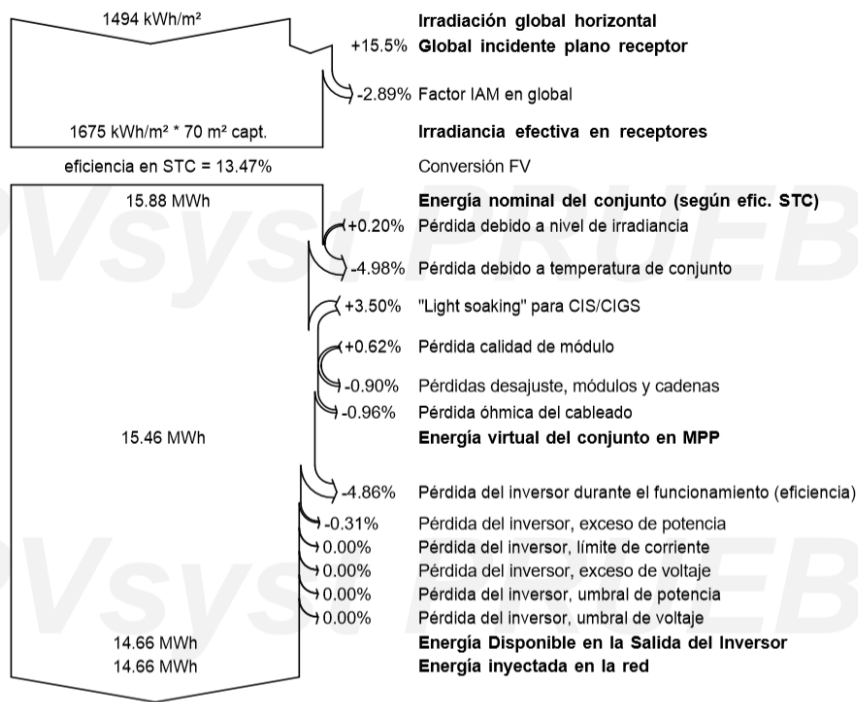 1494 kWh/m² Irradiación global horizontal
+15.5% Global incidente plano receptor
-2.89% Factor IAM en global
1675 kWh/m² * 70 m² capt. Irradiancia efectiva en receptores
eficiencia en STC = 13.47% Conversión FV
15.88 MWh Energía nominal del conjunto (según efic. STC)
+0.20% Pérdida debido a nivel de irradiancia
-4.98% Pérdida debido a temperatura de conjunto
PVsyst PRUEB
+3.50% "Light soaking" para CIS/CIGS
+0.62% Pérdida calidad de módulo
-0.90% Pérdidas desajuste, módulos y cadenas
-0.96% Pérdida óhmica del cableado
15.46 MWh Energía virtual del conjunto en MPP
-4.86% Pérdida del inversor durante el funcionamiento (eficiencia)
-0.31% Pérdida del inversor, exceso de potencia
0.00% Pérdida del inversor, límite de corriente
0.00% Pérdida del inversor, exceso de voltaje
0.00% Pérdida del inversor, umbral de potencia
0.00% Pérdida del inversor, umbral de voltaje
PVsyst PRUEB
14.66 MWh Energía Disponible en la Salida del Inversor
14.66 MWh Energía inyectada en la red